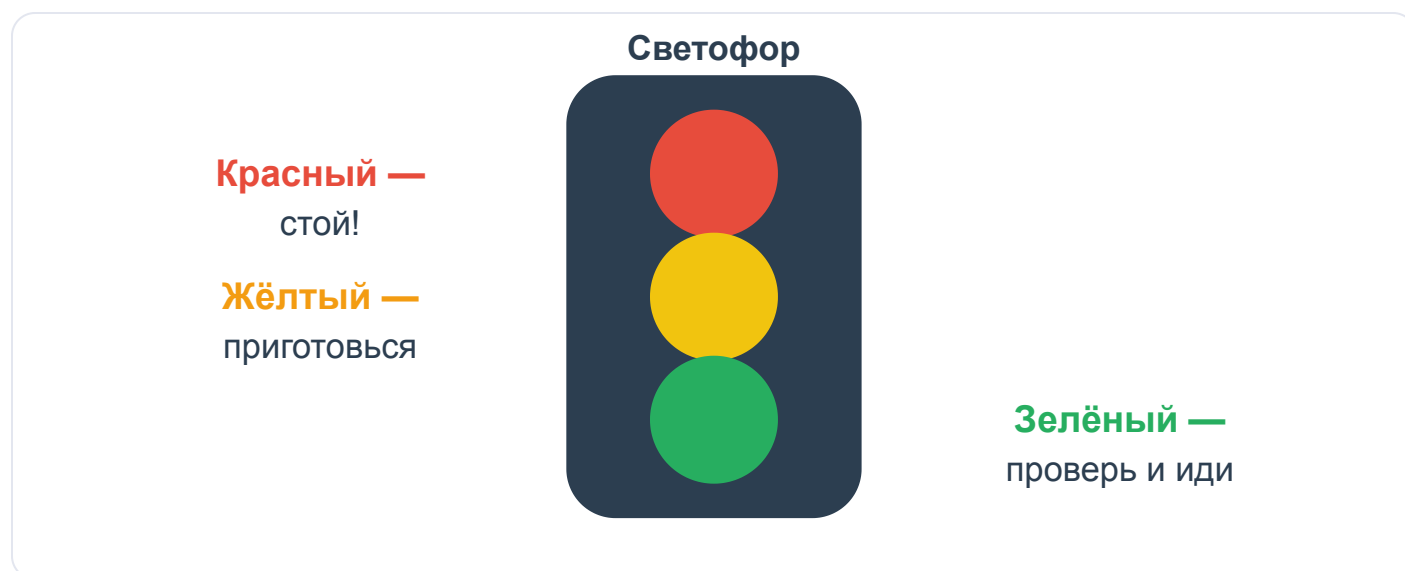 Светофор
Красный —
стой!
Жёлтый —
приготовься
Зелёный —
проверь и иди